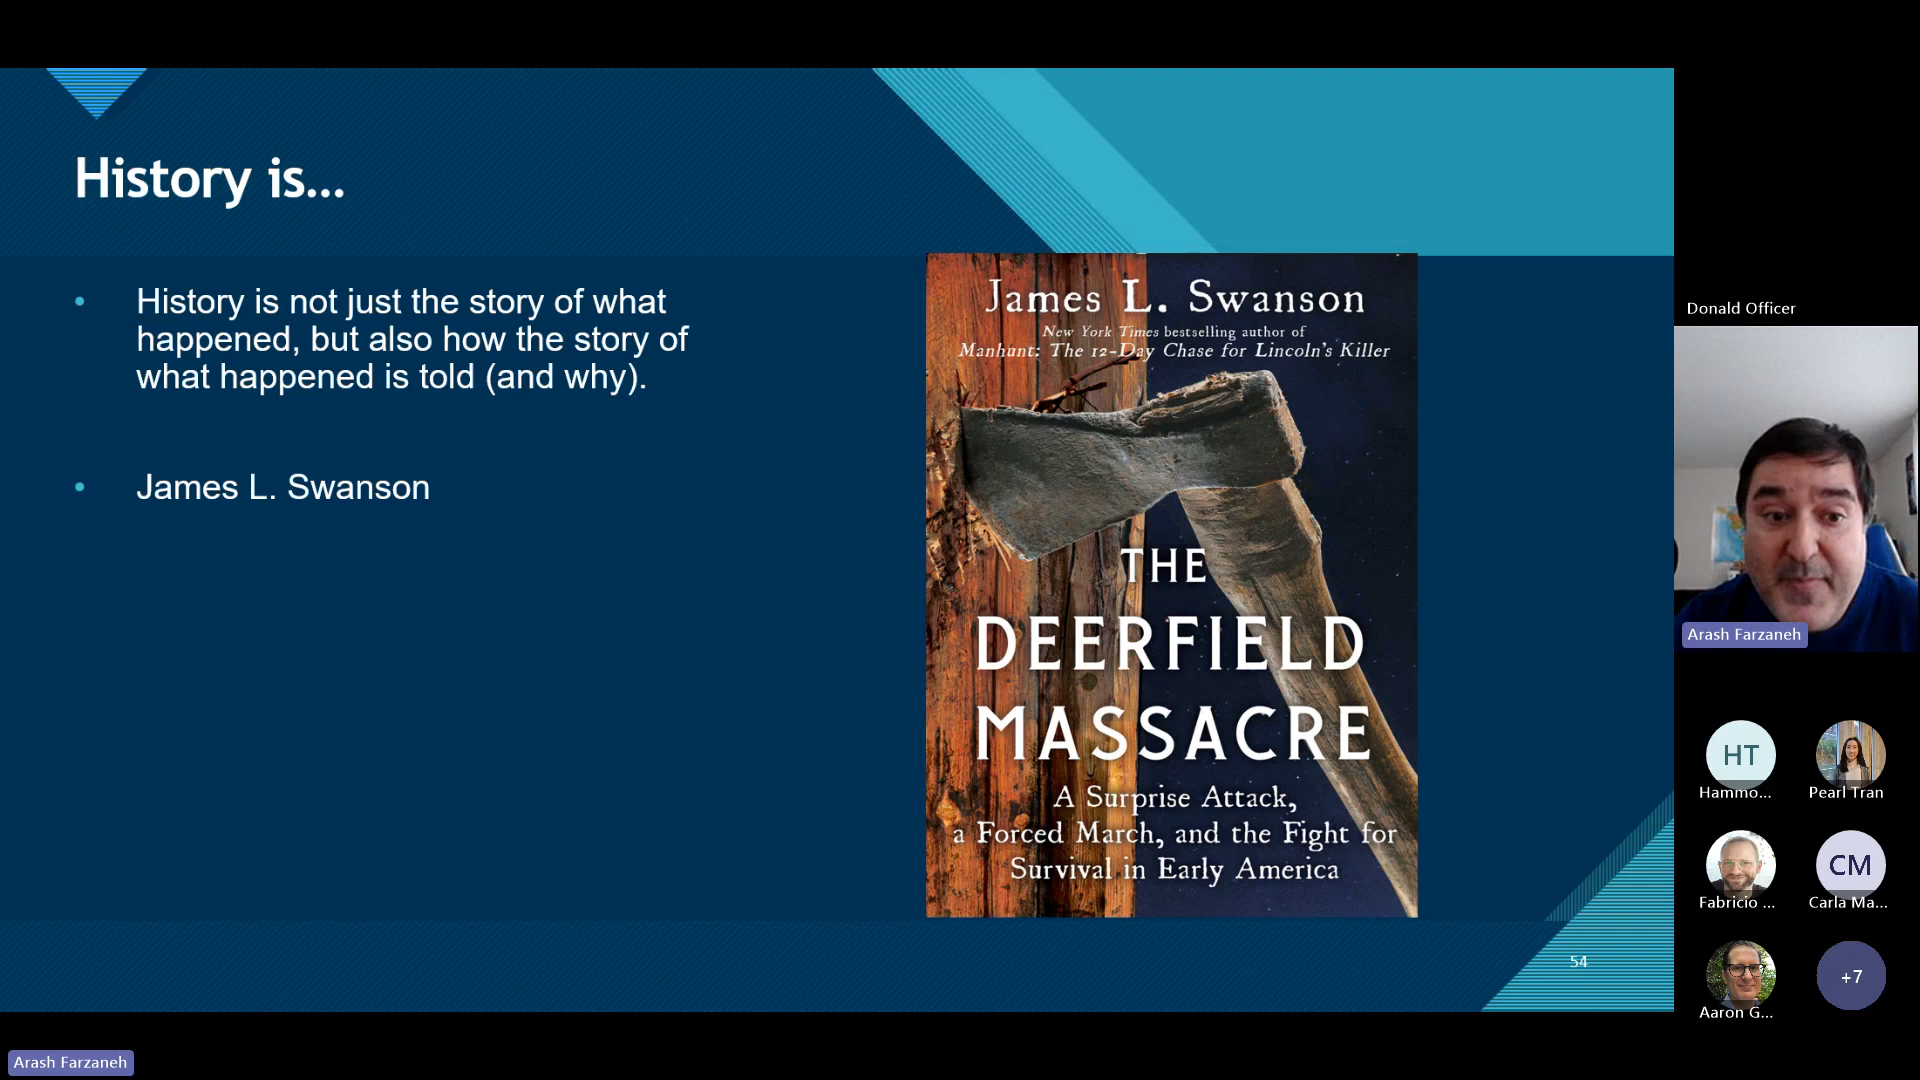 History is...
History is not just the story of what
happened, but also how the story of
what happened is told (and why).
James L. Swanson
James L. Swanson
New York Times bestselling author of
Manhunt: The 12-Day Chase for Lincoln's Killer
THE
DEERFIELD
MASSACRE
A Surprise Attack,
a Forced March, and the Fight for
Survival in Early America
54
Donald Officer
Arash Farzaneh
HT
Hammo...
Pearl Tran
Fabricio ...
CM
Carla Ma...
Aaron G...
+7
Arash Farzaneh